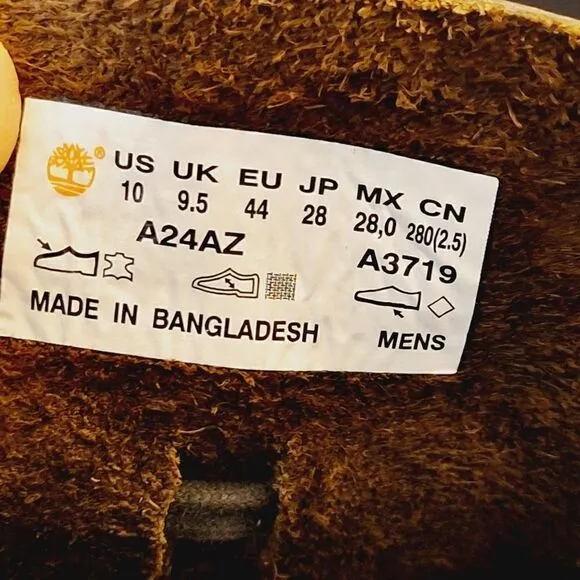 ® US UK EU JP MX CN
10 9.5 44 28 28,0 280(2.5)
A24AZ A3719
MADE IN BANGLADESH MENS